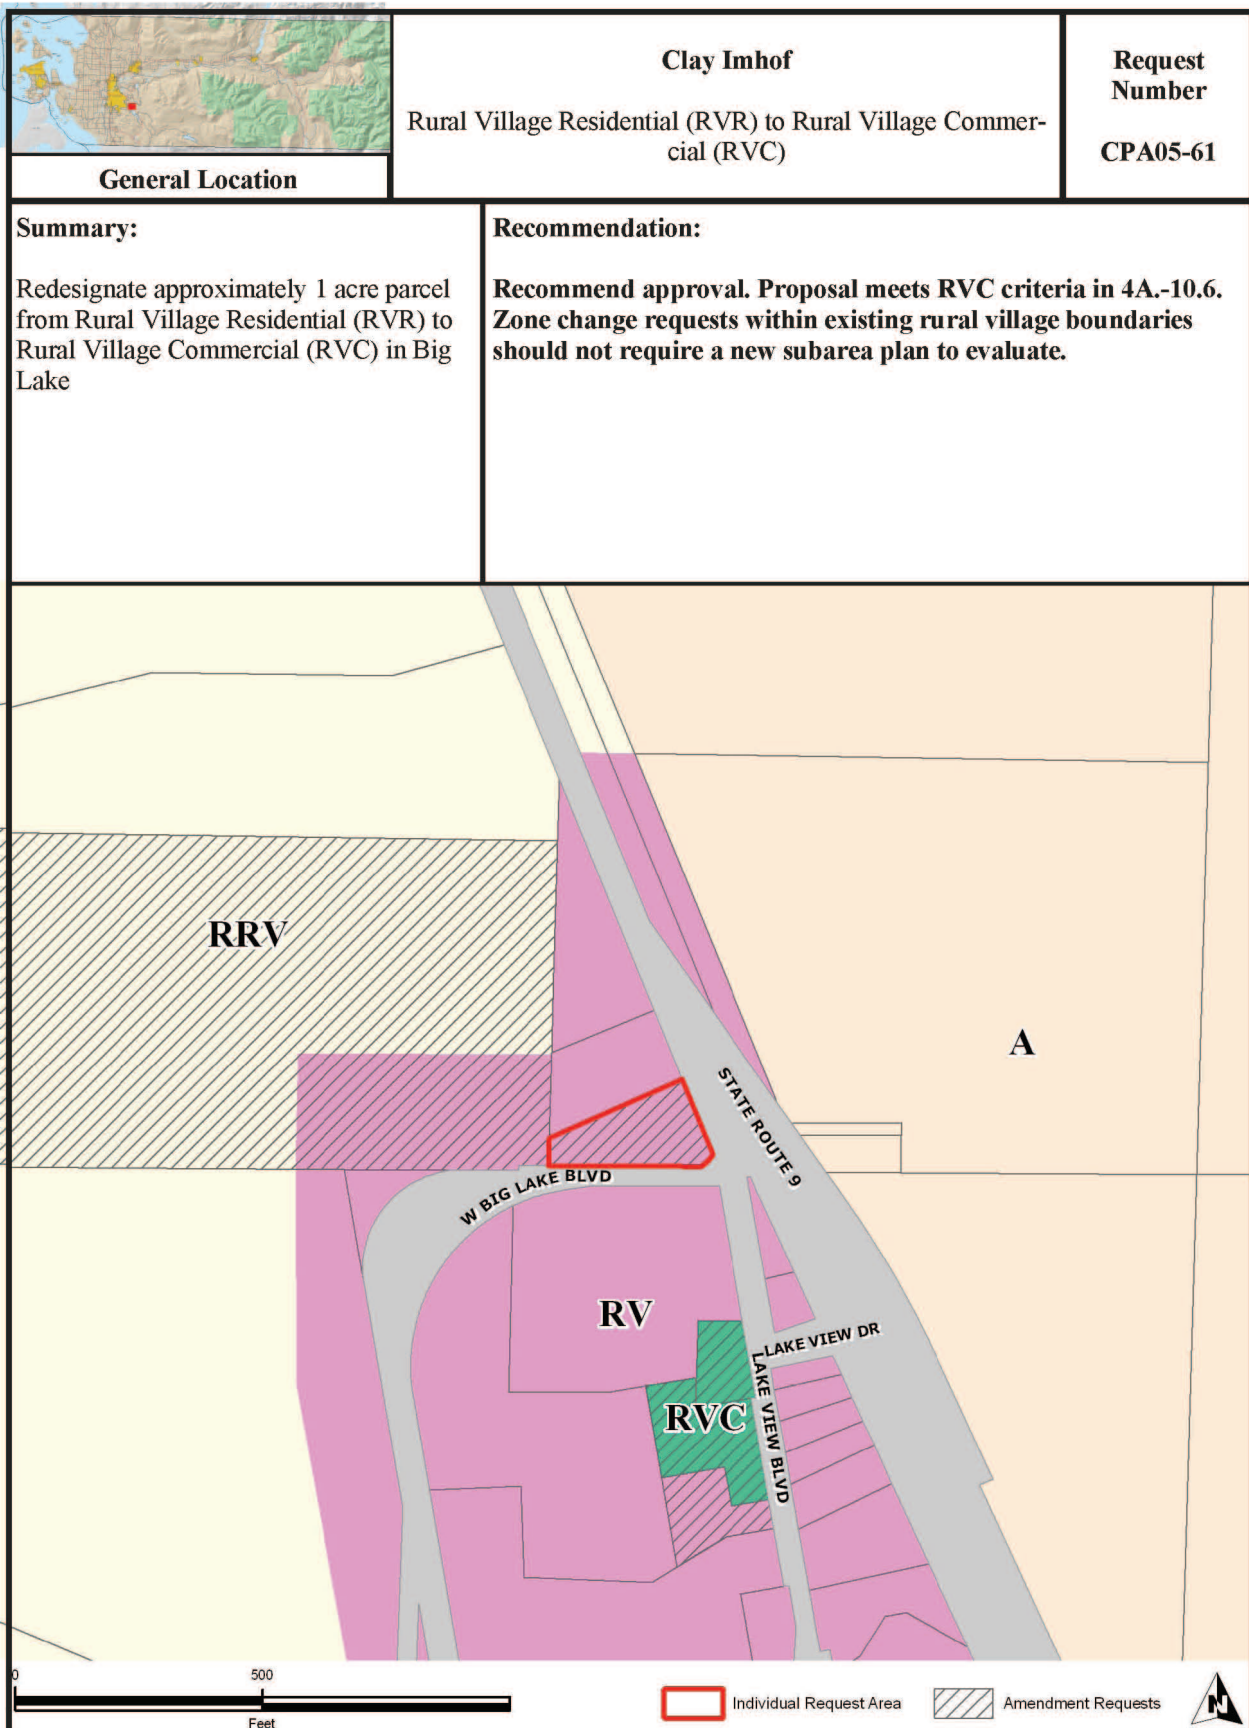 General Location
Clay Imhof
Rural Village Residential (RVR) to Rural Village Commer-
cial (RVC)
Request
Number
CPA05-61
Summary:
Redesignate approximately 1 acre parcel
from Rural Village Residential (RVR) to
Rural Village Commercial (RVC) in Big
Lake
Recommendation:
Recommend approval. Proposal meets RVC criteria in 4A.-10.6.
Zone change requests within existing rural village boundaries
should not require a new subarea plan to evaluate.
RRV
A
STATE ROUTE 9
W BIG LAKE BLVD
RV
LAKE VIEW DR
LAKE VIEW BLVD
RVC
0
500
Feet
Individual Request Area
Amendment Requests
N